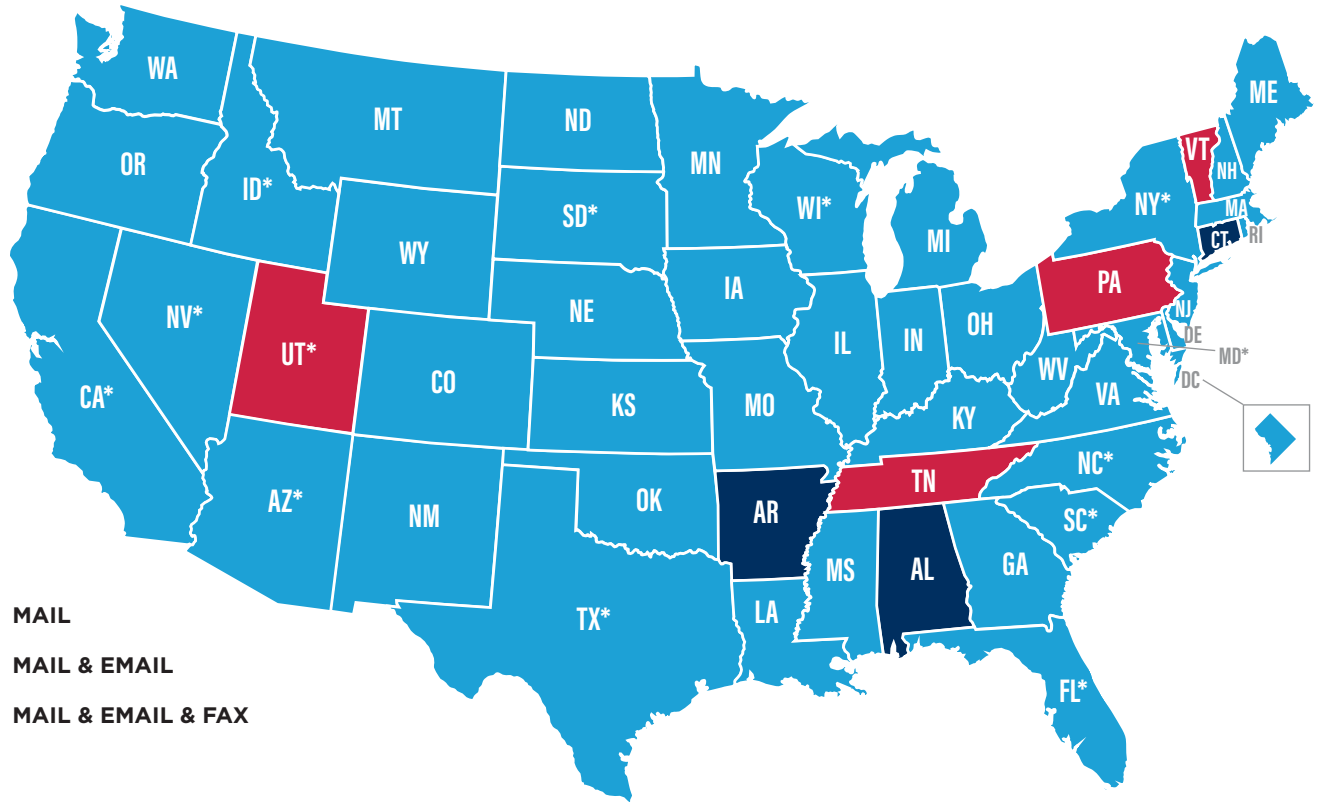 WA
ME
MT
ND
VT
MN
OR
NH
ID*
WI*
NY*
MA
SD*
CT
RI
MI
WY
PA
IA
NE
NJ
NV*
OH
DE
IL
IN
UT*
MD*
WV
CO
DC
VA
CA*
KS
MO
KY
NC*
TN
AZ*
OK
AR
NM
SC*
MS
AL
GA
LA
TX*
MAIL
MAIL & EMAIL
FL*
MAIL & EMAIL & FAX